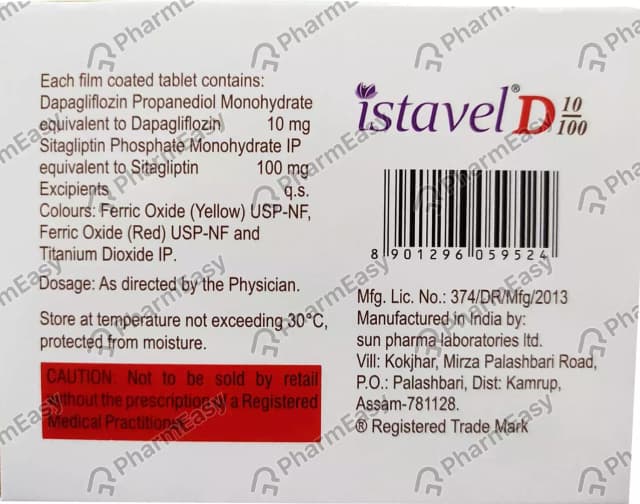 Each film coated tablet contains:
Dapagliflozin Propanediol Monohydrate
equivalent to Dapagliflozin 10 mg
Sitagliptin Phosphate Monohydrate IP
equivalent to Sitagliptin 100 mg
Excipients q.s.
Colours: Ferric Oxide (Yellow) USP-NF,
Ferric Oxide (Red) USP-NF and
Titanium Dioxide IP.
Dosage: As directed by the Physician.
Store at temperature not exceeding 30°C,
protected from moisture.
CAUTION: Not to be sold by retail
without the prescription of a Registered
Medical Practitioner.
istavel® D 10/100
8 901296 059524
Mfg. Lic. No.: 374/DR/Mfg/2013
Manufactured in India by:
sun pharma laboratories ltd.
Vill: Kokjhar, Mirza Palashbari Road,
P.O.: Palashbari, Dist: Kamrup,
Assam-781128.
® Registered Trade Mark
PharmEasy